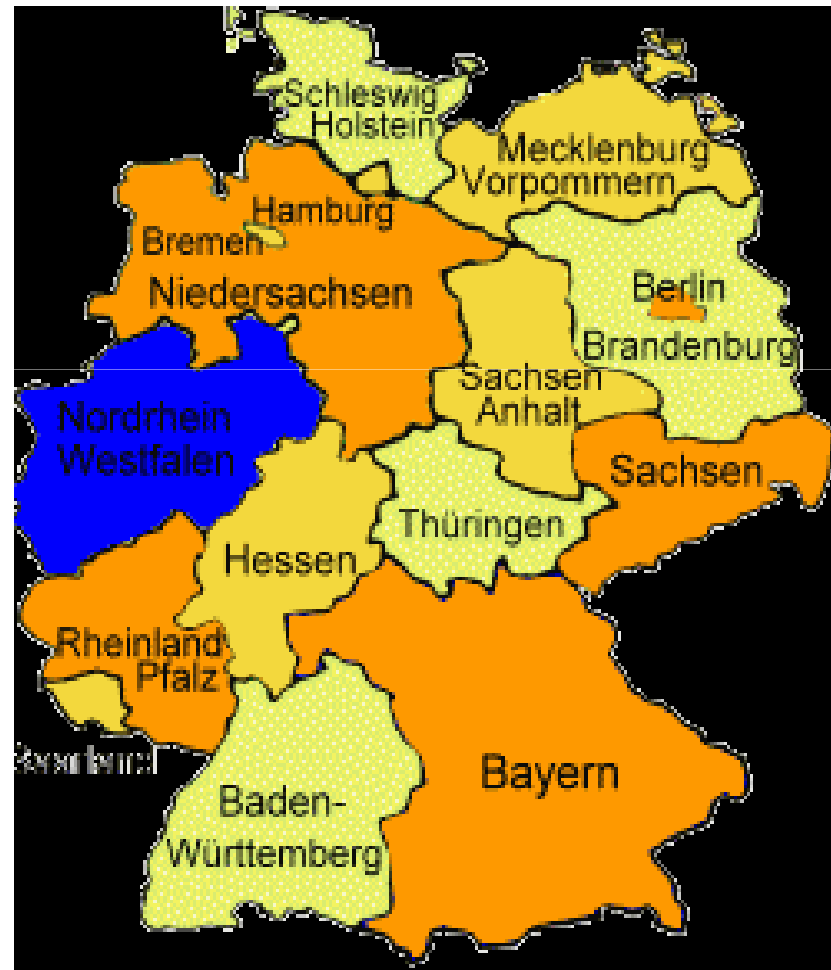 Schleswig
Holstein
Mecklenburg
Vorpommern
Hamburg
Bremen
Niedersachsen
Berlin
Brandenburg
Sachsen
Anhalt
Nordrhein
Westfalen
Sachsen
Thüringen
Hessen
Rheinland
Pfalz
Saarland
Bayern
Baden-
Württemberg